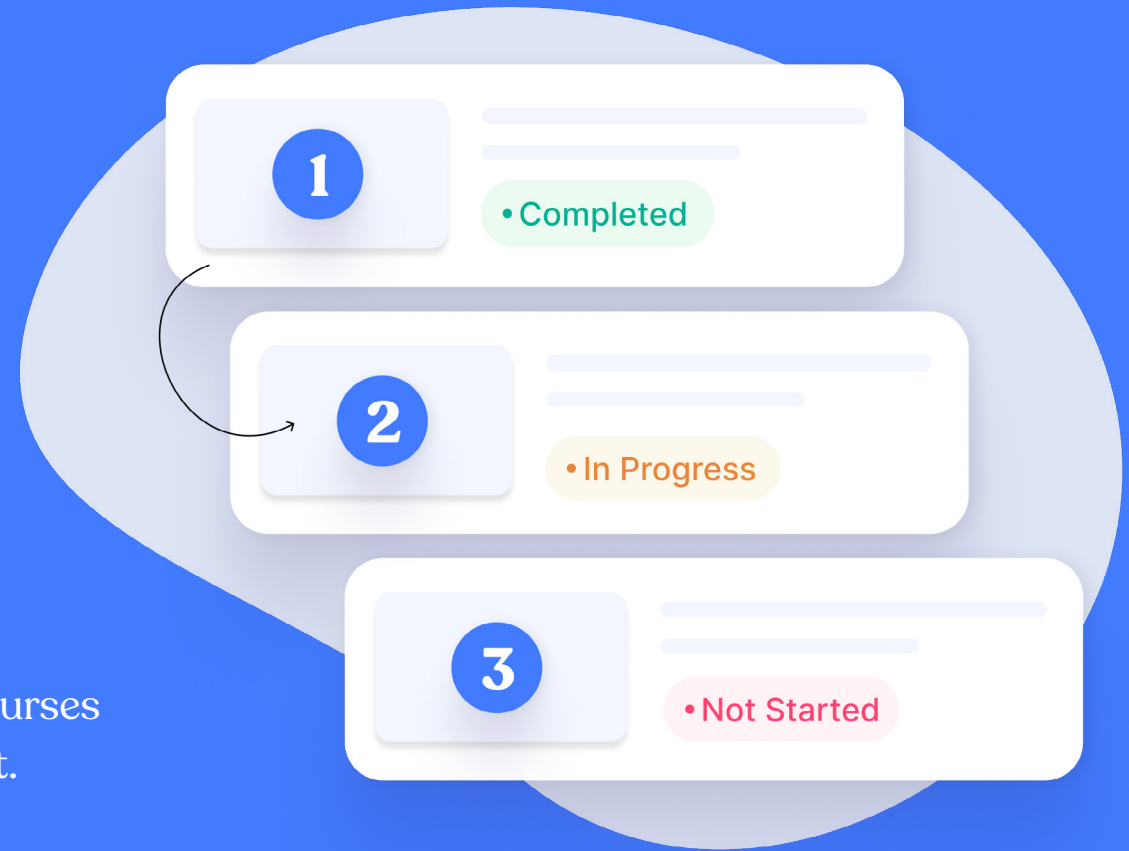 1
• Completed
2
• In Progress
3
• Not Started
urses
t.